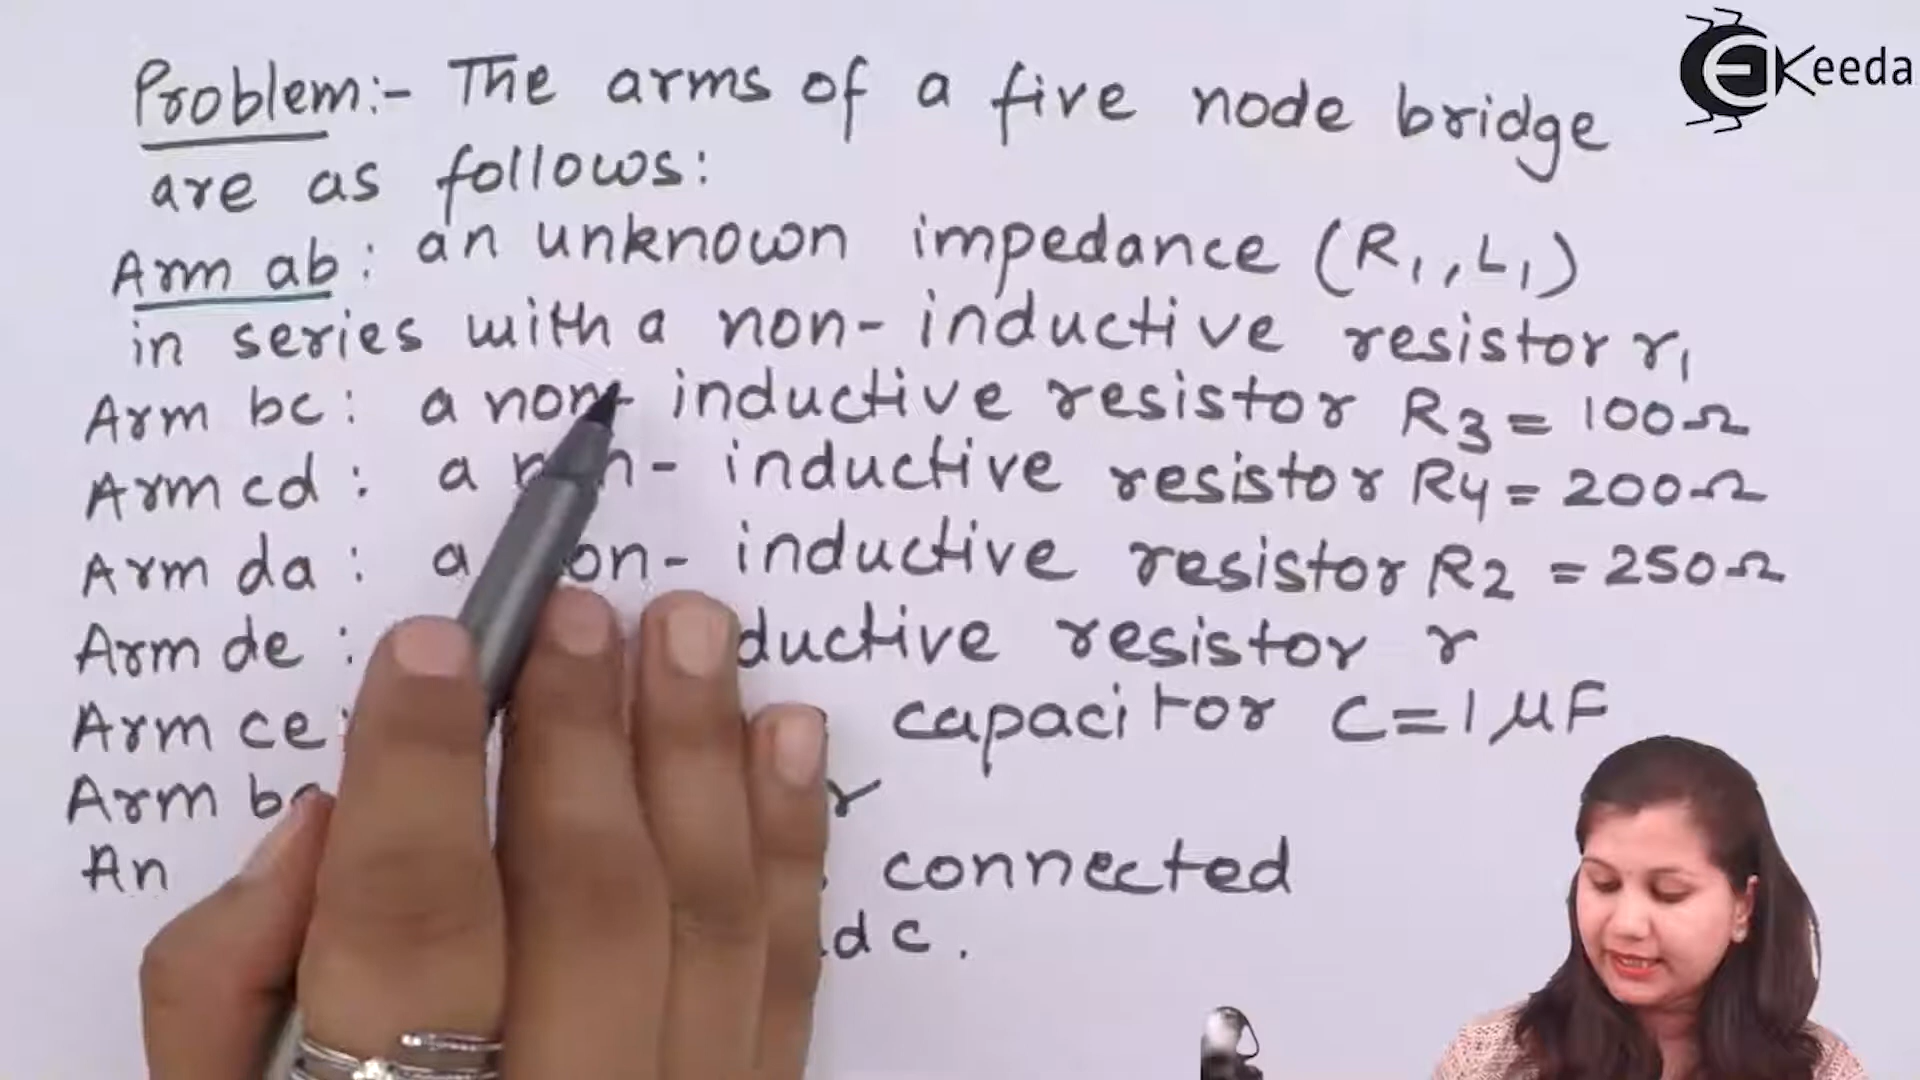 Problem:- The arms of a five node bridge
are as follows:
Arm ab: an unknown impedance (R1, L1)
in series with a non-inductive resistor r1
Arm bc: a non-inductive resistor R3 = 100Ω
Arm cd: a non-inductive resistor R4 = 200Ω
Arm da: a non-inductive resistor R2 = 250Ω
Arm de: resistor r
Arm ce: capacitor C=1μF
Arm
An connected
c.
EKeeda